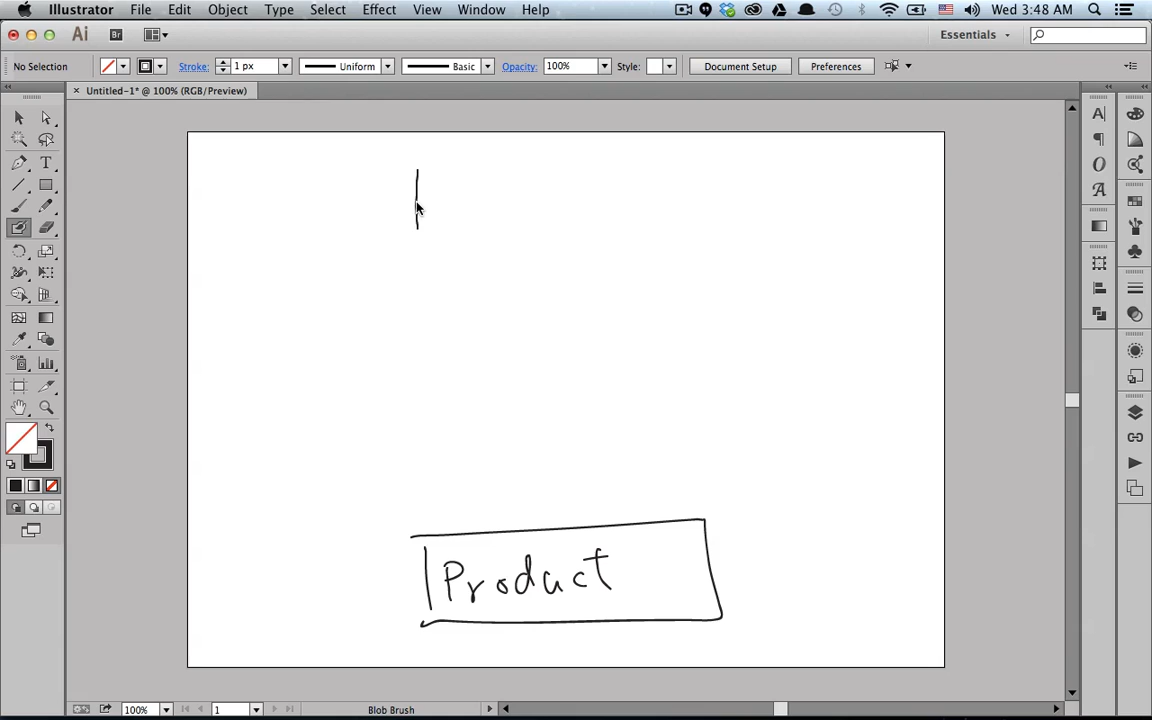 Illustrator File Edit Object Type Select Effect View Window Help Wed 3:48 AM
Ai Br Essentials
No Selection Stroke: 1 px Uniform Basic Opacity: 100% Style: Document Setup Preferences
Untitled-1* @ 100% (RGB/Preview)
Product
100% 1 Blob Brush